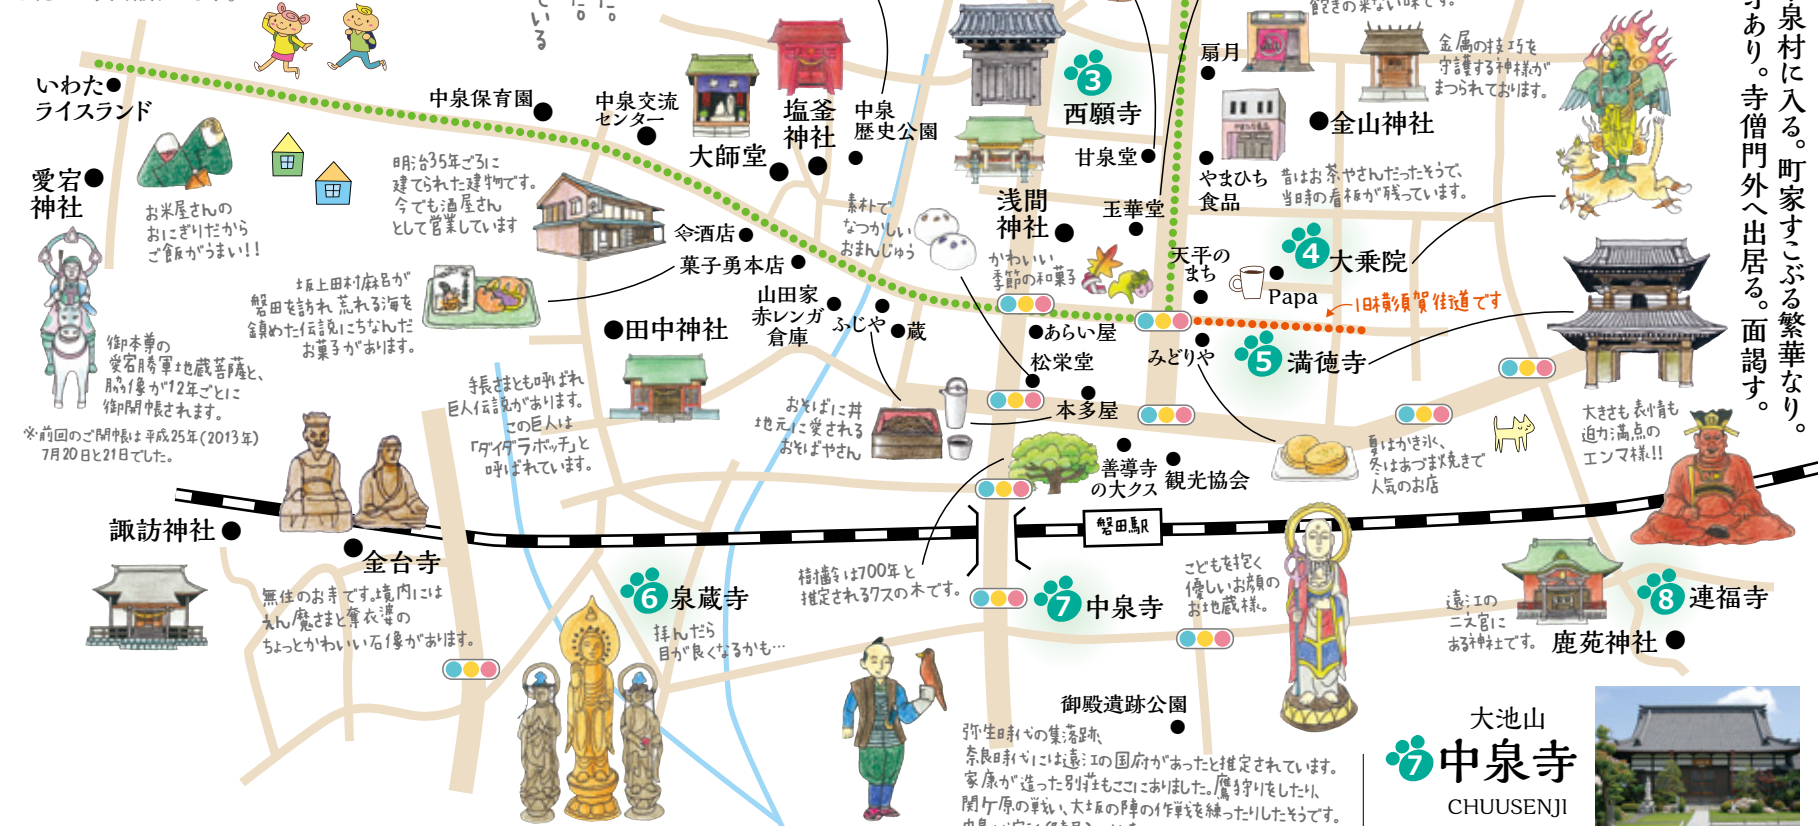 た。
た。
ている
飽きの来ない味です。
中泉村に入る。町家すこぶる繁華なり。
あり。寺僧門外へ出居る。面謁す。
いわた
ライスランド
中泉保育園
中泉交流
センター
大師堂
塩釜
神社
中泉
歴史公園
3
西願寺
甘泉堂
扇月
金属の技巧を
守護する神様が
まつられております。
金山神社
やまひち
食品
昔はお茶やさんだったそうで、
当時の看板が残っています。
愛宕
神社
お米屋さんの
おにぎりだから
ご飯がうまい!!
明治35年ごろに
建てられた建物です。
今でも酒屋さん
として営業しています
素朴で
なつかしい
おまんじゅう
浅間
神社
玉華堂
かわいい
季節の和菓子
天平の
まち
Papa
4
大乗院
旧横須賀街道です
坂上田村麻呂が
磐田を訪れ 荒れる海を
鎮めた伝説にちなんだ
お菓子があります。
菓子勇本店
山田家
赤レンガ
倉庫
ふじや
蔵
田中神社
あらい屋
松栄堂
みどりや
5
満徳寺
御本尊の
愛宕勝軍地蔵菩薩と、
脇像が12年ごとに
御開帳されます。
※前回のご開帳は平成25年(2013年)
7月20日と21日でした。
手長さまとも呼ばれ
巨人伝説があります。
この巨人は
「ダイダラボッチ」と
呼ばれています。
おそばに丼
地元に愛される
おそばやさん
本多屋
善導寺
の大クス
観光協会
夏はかき氷、
冬はあづま焼きで
人気のお店
大きさも表情も
迫力満点の
エンマ様!!
諏訪神社
金台寺
無住のお寺です。境内には
えん魔さまと奪衣婆の
ちょっとかわいい石像があります。
6
泉蔵寺
拝んだら
目が良くなるかも…
樹齢は700年と
推定されるクスの木です。
磐田駅
7
中泉寺
こどもを抱く
優しいお顔の
お地蔵様。
遠江の
二ノ宮に
ある神社です。
鹿苑神社
8
連福寺
御殿遺跡公園
弥生時代の集落跡、
奈良時代には遠江の国府があったと推定されています。
家康が造った別荘もここにありました。鷹狩りをしたり、
関ケ原の戦い、大坂の陣の作戦を練ったりしたそうです。
大池山
7
中泉寺
CHUUSENJI